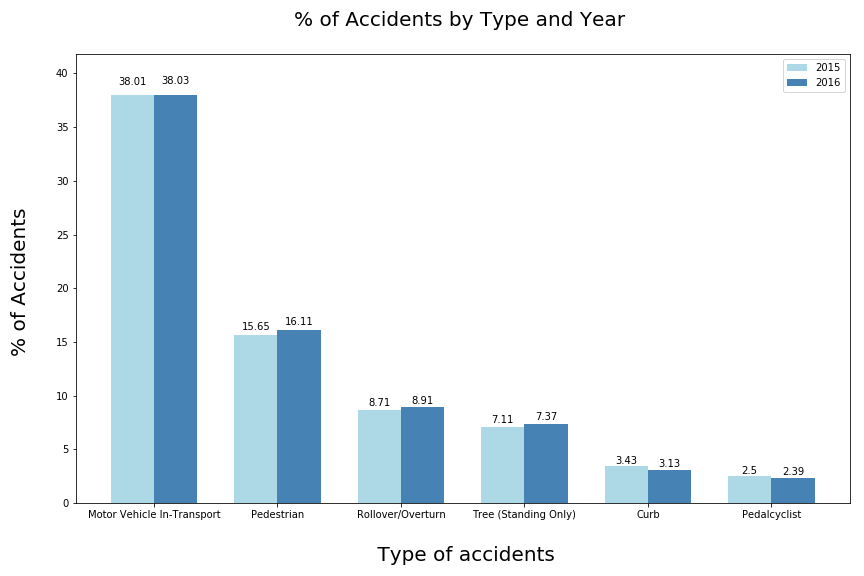 % of Accidents by Type and Year
2015
2016
% of Accidents
40
35
30
25
20
15
10
5
0
38.01
38.03
15.65
16.11
8.71
8.91
7.11
7.37
3.43
3.13
2.5
2.39
Motor Vehicle In-Transport
Pedestrian
Rollover/Overturn
Tree (Standing Only)
Curb
Pedalcyclist
Type of accidents